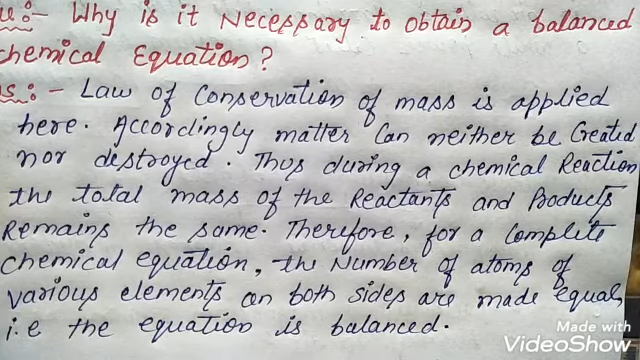 u:- Why is it Necessary to obtain a balanced
chemical Equation?
s:- Law of Conservation of mass is applied
here. Accordingly matter Can neither be Created
nor destroyed. Thus during a chemical Reaction
the total mass of the Reactants and Products
Remains the same. Therefore, for a Complete
Chemical equation, the Number of atoms of
various elements on both sides are made equal,
i.e the equation is balanced.
Made with
VideoShow